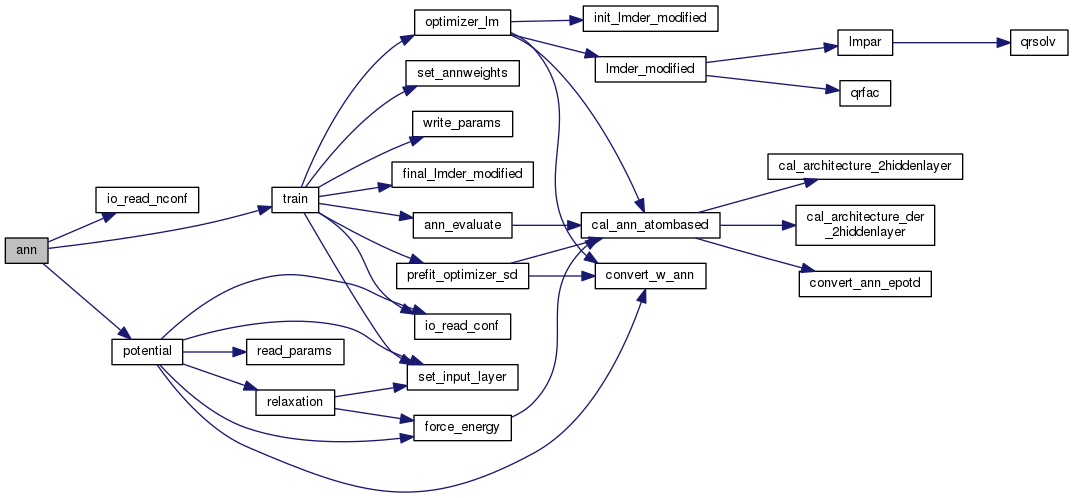 optimizer_lm
init_lmder_modified
lmpar
qrsolv
lmder_modified
set_annweights
qrfac
write_params
cal_architecture_2hiddenlayer
final_lmder_modified
io_read_nconf
train
ann_evaluate
cal_ann_atombased
cal_architecture_der
_2hiddenlayer
ann
prefit_optimizer_sd
convert_w_ann
convert_ann_epotd
io_read_conf
potential
read_params
set_input_layer
relaxation
force_energy